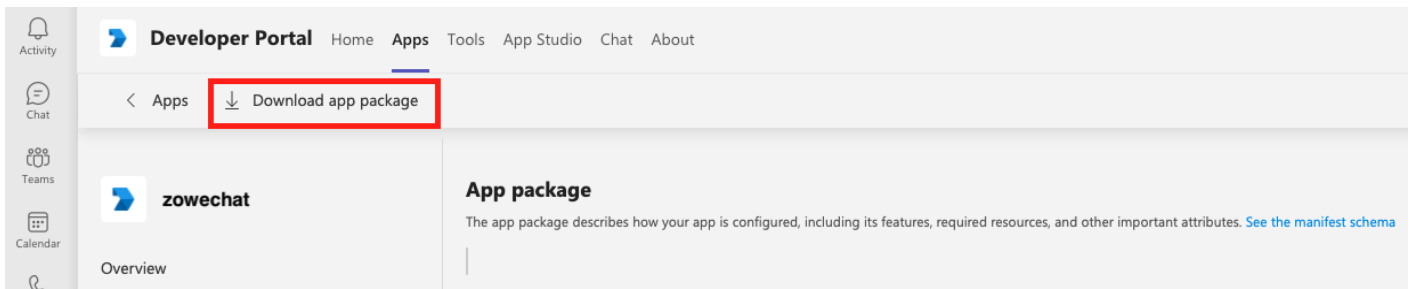 Activity
Chat
Teams
Calendar
Developer Portal Home Apps Tools App Studio Chat About
Apps Download app package
zowechat
Overview
App package
The app package describes how your app is configured, including its features, required resources, and other important attributes. See the manifest schema